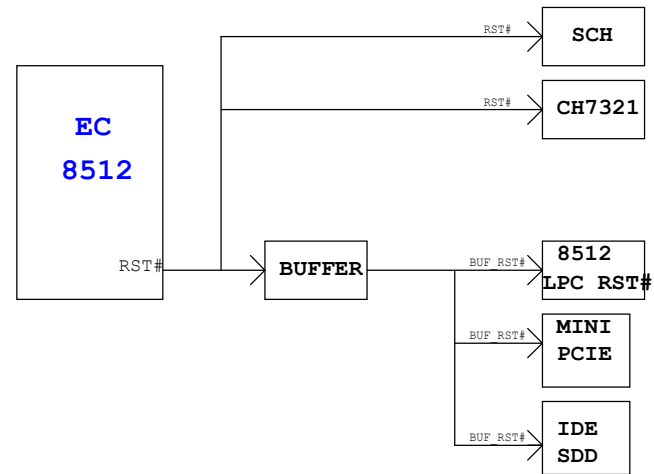 RST#
SCH
RST#
CH7321
EC
8512
RST#
BUFFER
BUF_RST#
8512
LPC RST#
BUF_RST#
MINI
PCIE
BUF_RST#
IDE
SDD